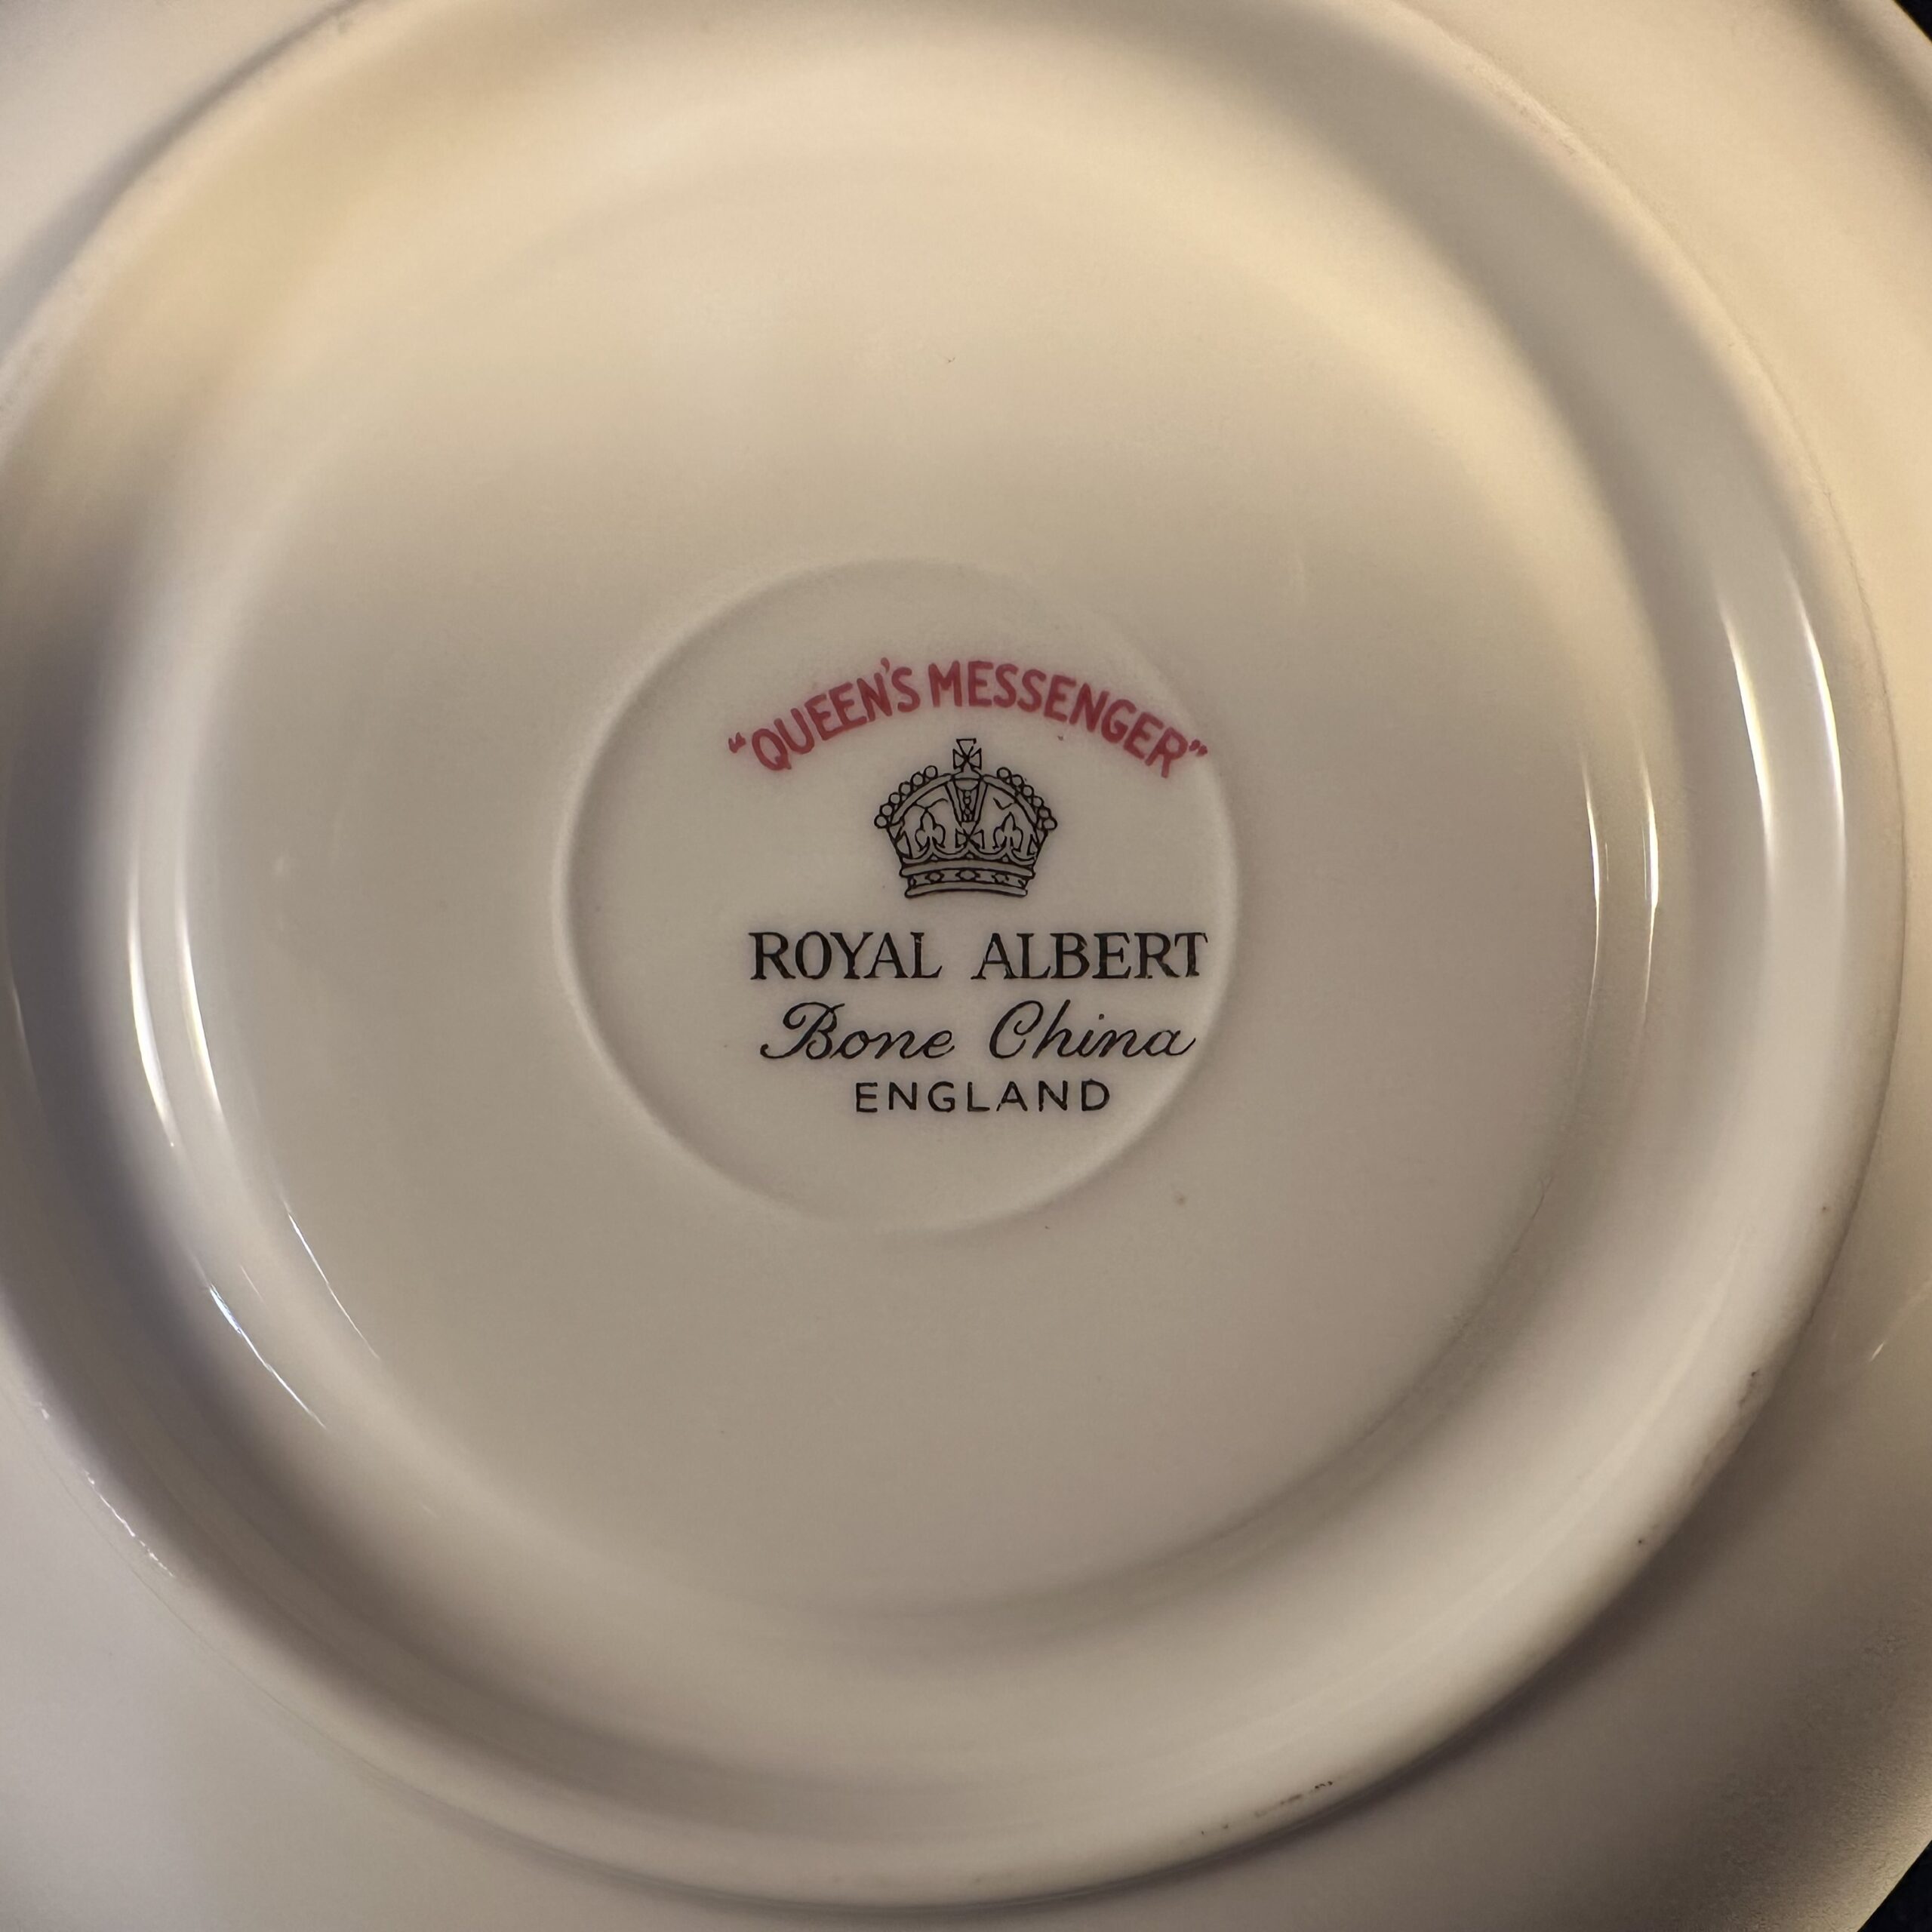 “QUEEN'S MESSENGER”
ROYAL ALBERT
Bone China
ENGLAND